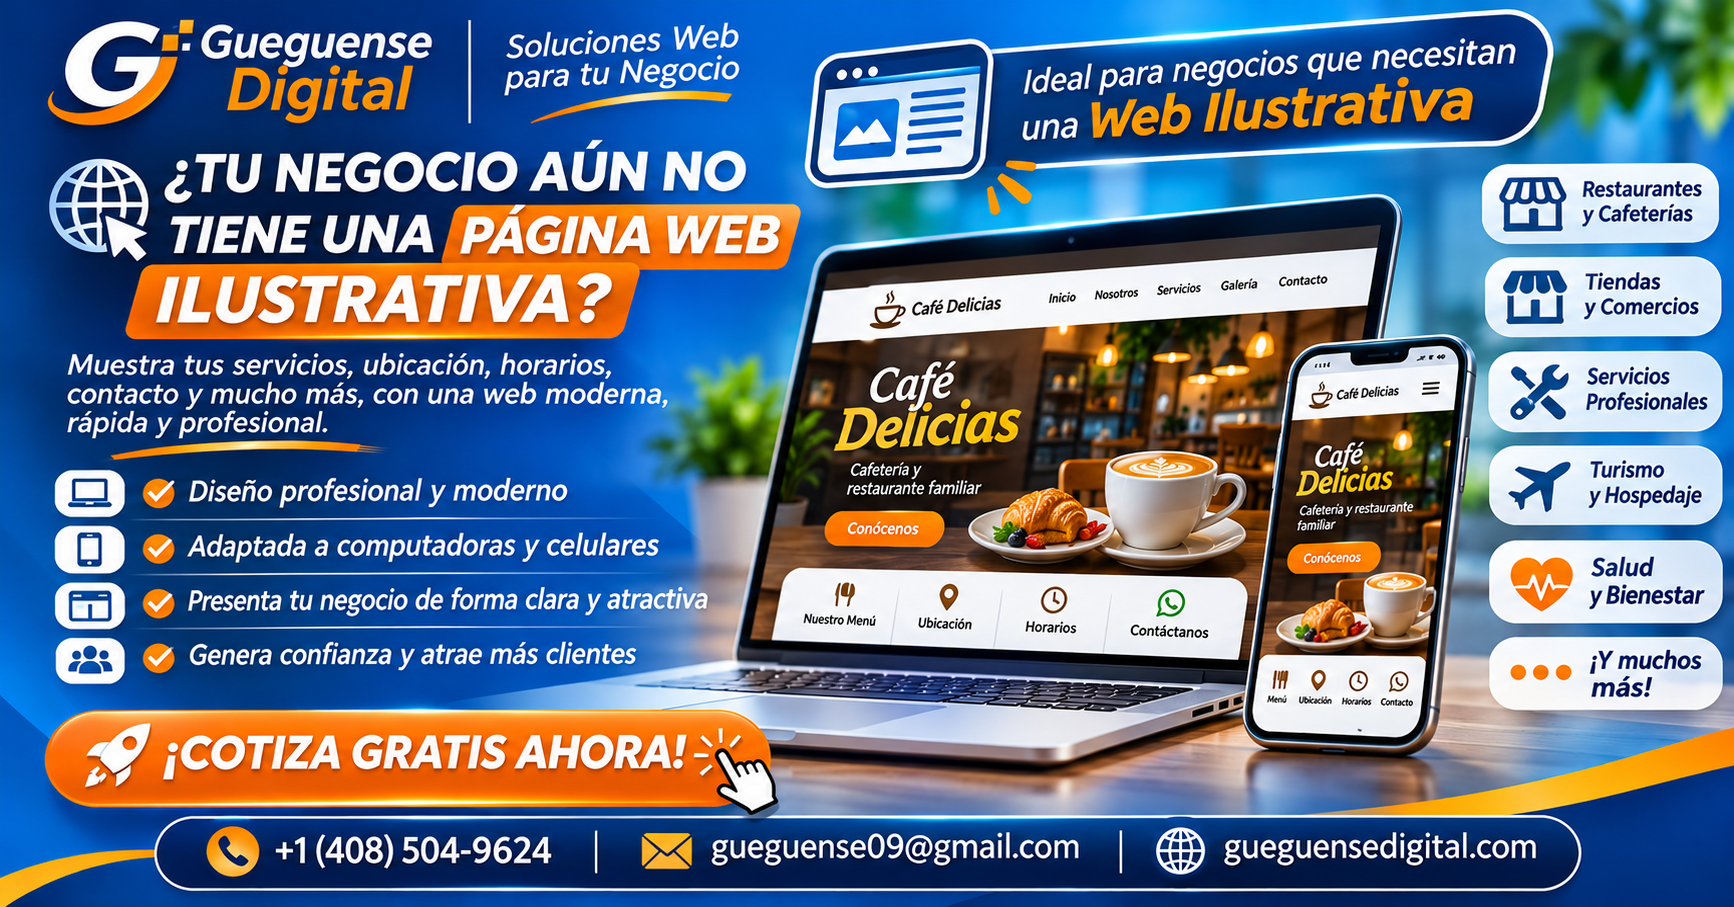 Gueguense
Digital
Soluciones Web
para tu Negocio
¿TU NEGOCIO AÚN NO
TIENE UNA PÁGINA WEB
ILUSTRATIVA?
Muestra tus servicios, ubicación, horarios,
contacto y mucho más, con una web moderna,
rápida y profesional.
Diseño profesional y moderno
Adaptada a computadoras y celulares
Presenta tu negocio de forma clara y atractiva
Genera confianza y atrae más clientes
¡COTIZA GRATIS AHORA!
Ideal para negocios que necesitan
una Web Ilustrativa
Café Delicias
Inicio Nosotros Servicios Galería Contacto
Café
Delicias
Cafetería y
restaurante familiar
Conócenos
Nuestro Menú Ubicación Horarios Contáctanos
Café Delicias
Café
Delicias
Cafetería y restaurante
familiar
Conócenos
Menú Ubicación Horarios Contacto
Restaurantes
y Cafeterías
Tiendas
y Comercios
Servicios
Profesionales
Turismo
y Hospedaje
Salud
y Bienestar
¡Y muchos
más!
+1 (408) 504-9624
gueguense09@gmail.com
gueguensedigital.com